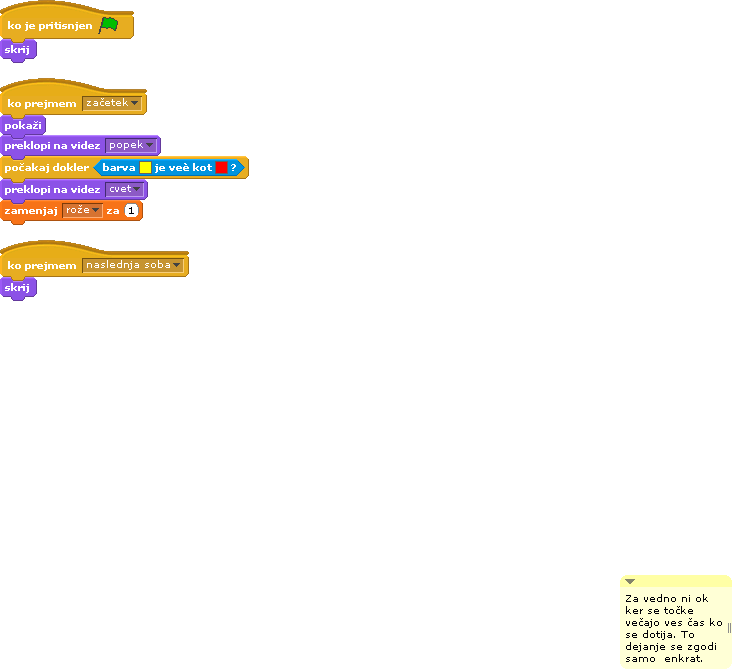 ko je pritisnjen
skrij
ko prejmem začetek
pokaži
preklopi na videz popek
počakaj dokler barva je veè kot ?
preklopi na videz cvet
zamenjaj rože za 1
ko prejmem naslednja soba
skrij
Za vedno ni ok
ker se točke
večajo ves čas ko
se dotija. To
dejanje se zgodi
samo enkrat.